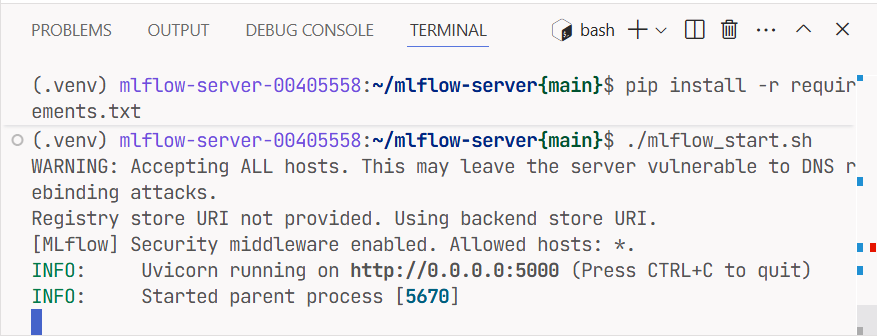 PROBLEMS OUTPUT DEBUG CONSOLE TERMINAL bash
(.venv) mlflow-server-00405558:~/mlflow-server{main}$ pip install -r requir
ements.txt
(.venv) mlflow-server-00405558:~/mlflow-server{main}$ ./mlflow_start.sh
WARNING: Accepting ALL hosts. This may leave the server vulnerable to DNS r
ebinding attacks.
Registry store URI not provided. Using backend store URI.
[MLflow] Security middleware enabled. Allowed hosts: *.
INFO:     Uvicorn running on http://0.0.0.0:5000 (Press CTRL+C to quit)
INFO:     Started parent process [5670]